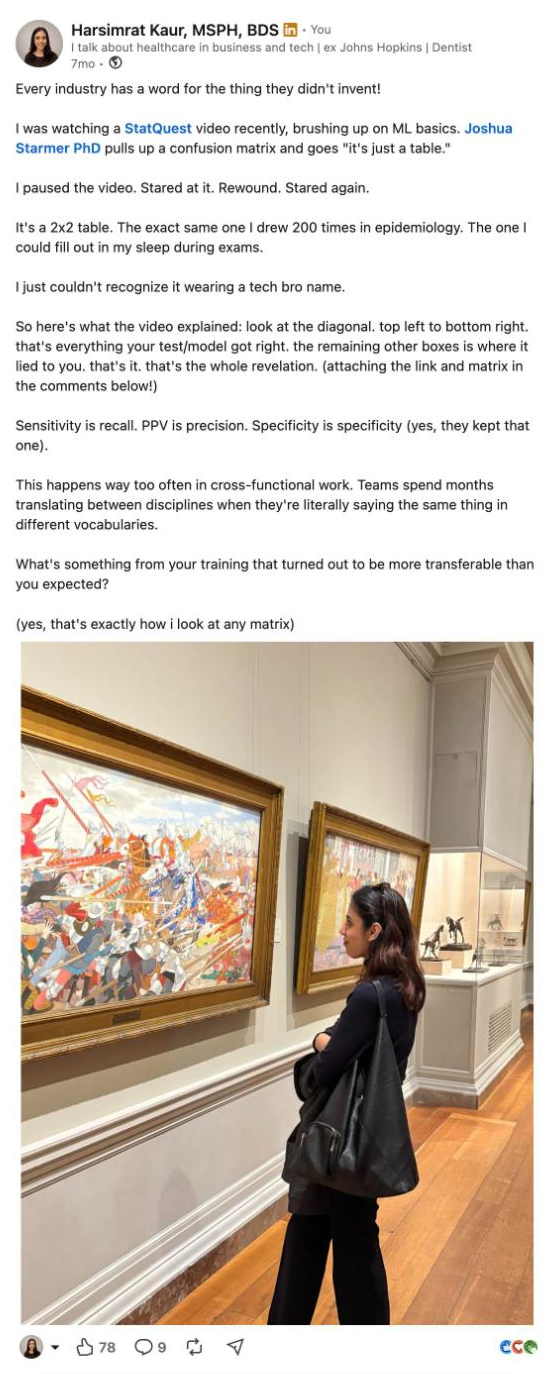 Harsimrat Kaur, MSPH, BDS in · You
I talk about healthcare in business and tech | ex Johns Hopkins | Dentist
7mo ·
Every industry has a word for the thing they didn't invent!
I was watching a StatQuest video recently, brushing up on ML basics. Joshua
Starmer PhD pulls up a confusion matrix and goes "it's just a table."
I paused the video. Stared at it. Rewound. Stared again.
It's a 2x2 table. The exact same one I drew 200 times in epidemiology. The one I
could fill out in my sleep during exams.
I just couldn't recognize it wearing a tech bro name.
So here's what the video explained: look at the diagonal. top left to bottom right.
that's everything your test/model got right. the remaining other boxes is where it
lied to you. that's it. that's the whole revelation. (attaching the link and matrix in
the comments below!)
Sensitivity is recall. PPV is precision. Specificity is specificity (yes, they kept that
one).
This happens way too often in cross-functional work. Teams spend months
translating between disciplines when they're literally saying the same thing in
different vocabularies.
What's something from your training that turned out to be more transferable than
you expected?
(yes, that's exactly how i look at any matrix)
78 9